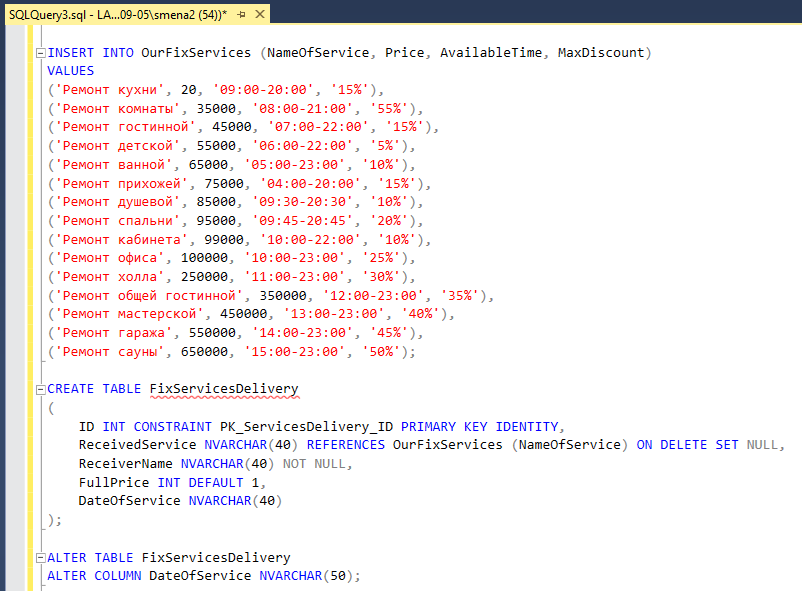 SQLQuery3.sql - LA...09-05\smena2 (54))*
INSERT INTO OurFixServices (NameOfService, Price, AvailableTime, MaxDiscount)
VALUES
('Ремонт кухни', 20, '09:00-20:00', '15%'),
('Ремонт комнаты', 35000, '08:00-21:00', '55%'),
('Ремонт гостинной', 45000, '07:00-22:00', '15%'),
('Ремонт детской', 55000, '06:00-22:00', '5%'),
('Ремонт ванной', 65000, '05:00-23:00', '10%'),
('Ремонт прихожей', 75000, '04:00-20:00', '15%'),
('Ремонт душевой', 85000, '09:30-20:30', '10%'),
('Ремонт спальни', 95000, '09:45-20:45', '20%'),
('Ремонт кабинета', 99000, '10:00-22:00', '10%'),
('Ремонт офиса', 100000, '10:00-23:00', '25%'),
('Ремонт холла', 250000, '11:00-23:00', '30%'),
('Ремонт общей гостинной', 350000, '12:00-23:00', '35%'),
('Ремонт мастерской', 450000, '13:00-23:00', '40%'),
('Ремонт гаража', 550000, '14:00-23:00', '45%'),
('Ремонт сауны', 650000, '15:00-23:00', '50%');
CREATE TABLE FixServicesDelivery
(
ID INT CONSTRAINT PK_ServicesDelivery_ID PRIMARY KEY IDENTITY,
ReceivedService NVARCHAR(40) REFERENCES OurFixServices (NameOfService) ON DELETE SET NULL,
ReceiverName NVARCHAR(40) NOT NULL,
FullPrice INT DEFAULT 1,
DateOfService NVARCHAR(40)
);
ALTER TABLE FixServicesDelivery
ALTER COLUMN DateOfService NVARCHAR(50);